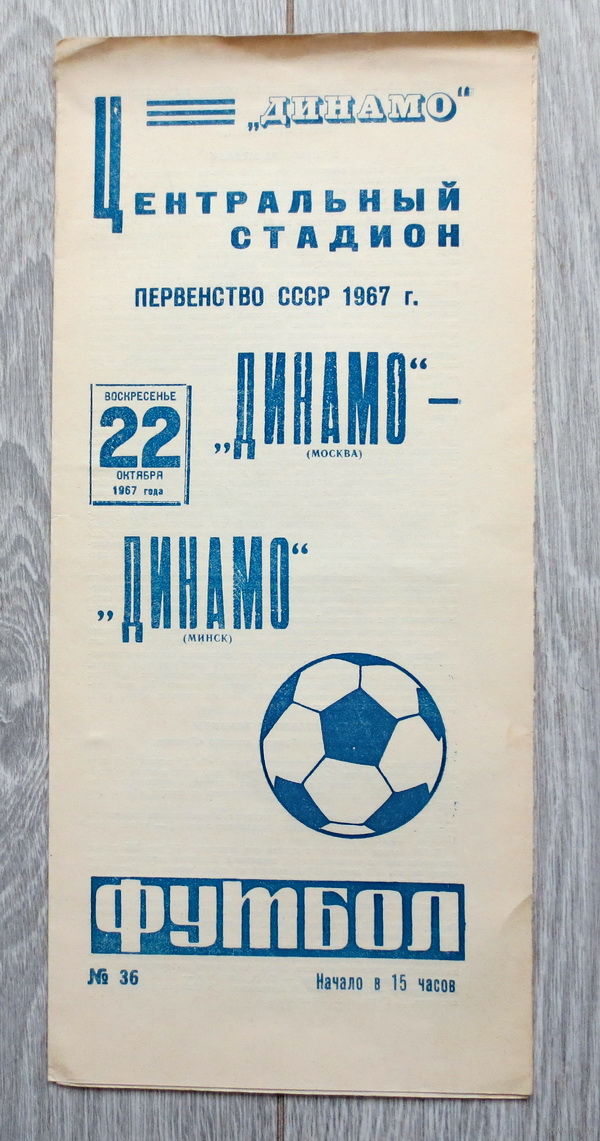 „ДИНАМО“
ЦЕНТРАЛЬНЫЙ
СТАДИОН
ПЕРВЕНСТВО СССР 1967 г.
„ДИНАМО“ —
(МОСКВА)
ВОСКРЕСЕНЬЕ
22
ОКТЯБРЯ
1967 года
„ДИНАМО“
(МИНСК)
ФУТБОЛ
№ 36 Начало в 15 часов